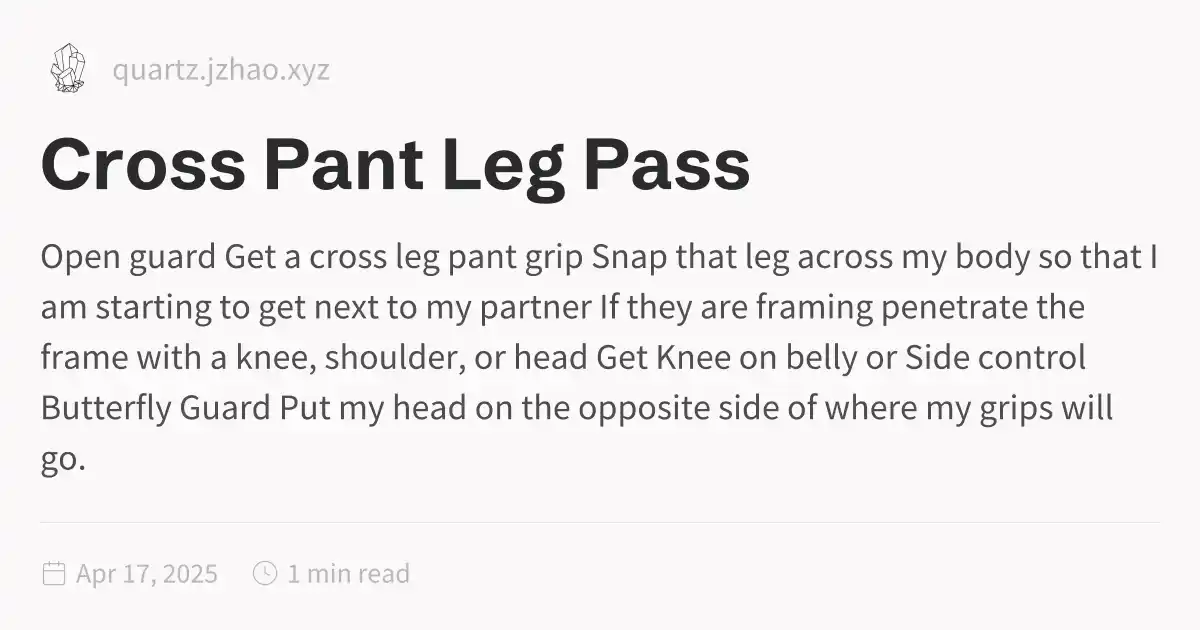 quartz.jzhao.xyz
Cross Pant Leg Pass
Open guard Get a cross leg pant grip Snap that leg across my body so that I
am starting to get next to my partner If they are framing penetrate the
frame with a knee, shoulder, or head Get Knee on belly or Side control
Butterfly Guard Put my head on the opposite side of where my grips will
go.
Apr 17, 2025 1 min read